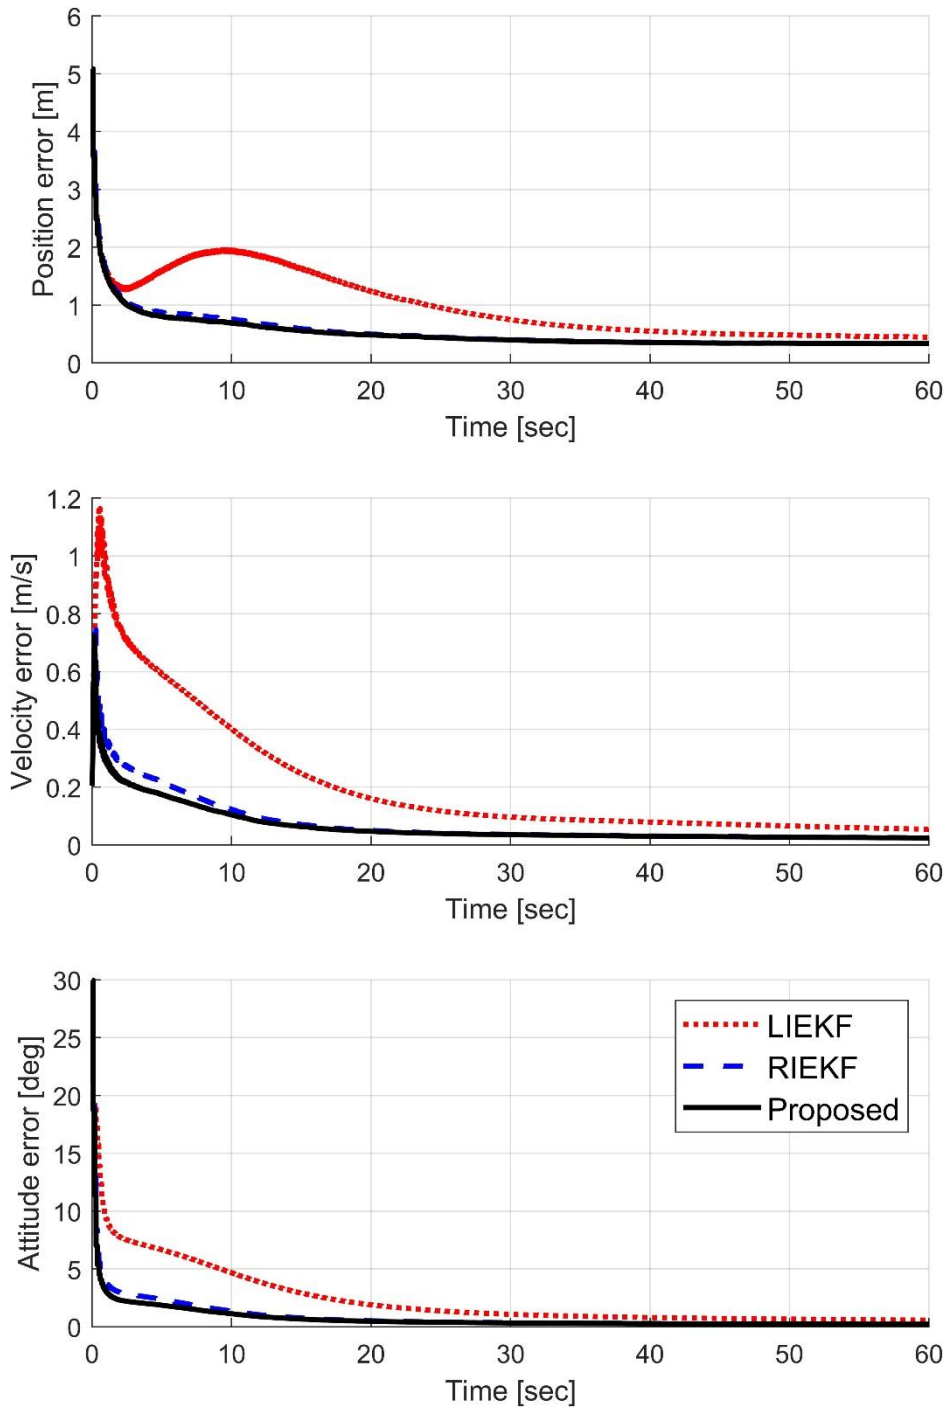 6
5
4
3
2
1
0
Position error [m]
0 10 20 30 40 50 60
Time [sec]
1.2
1
0.8
0.6
0.4
0.2
0
Velocity error [m/s]
0 10 20 30 40 50 60
Time [sec]
30
25
20
15
10
5
0
Attitude error [deg]
LIEKF
RIEKF
Proposed
0 10 20 30 40 50 60
Time [sec]